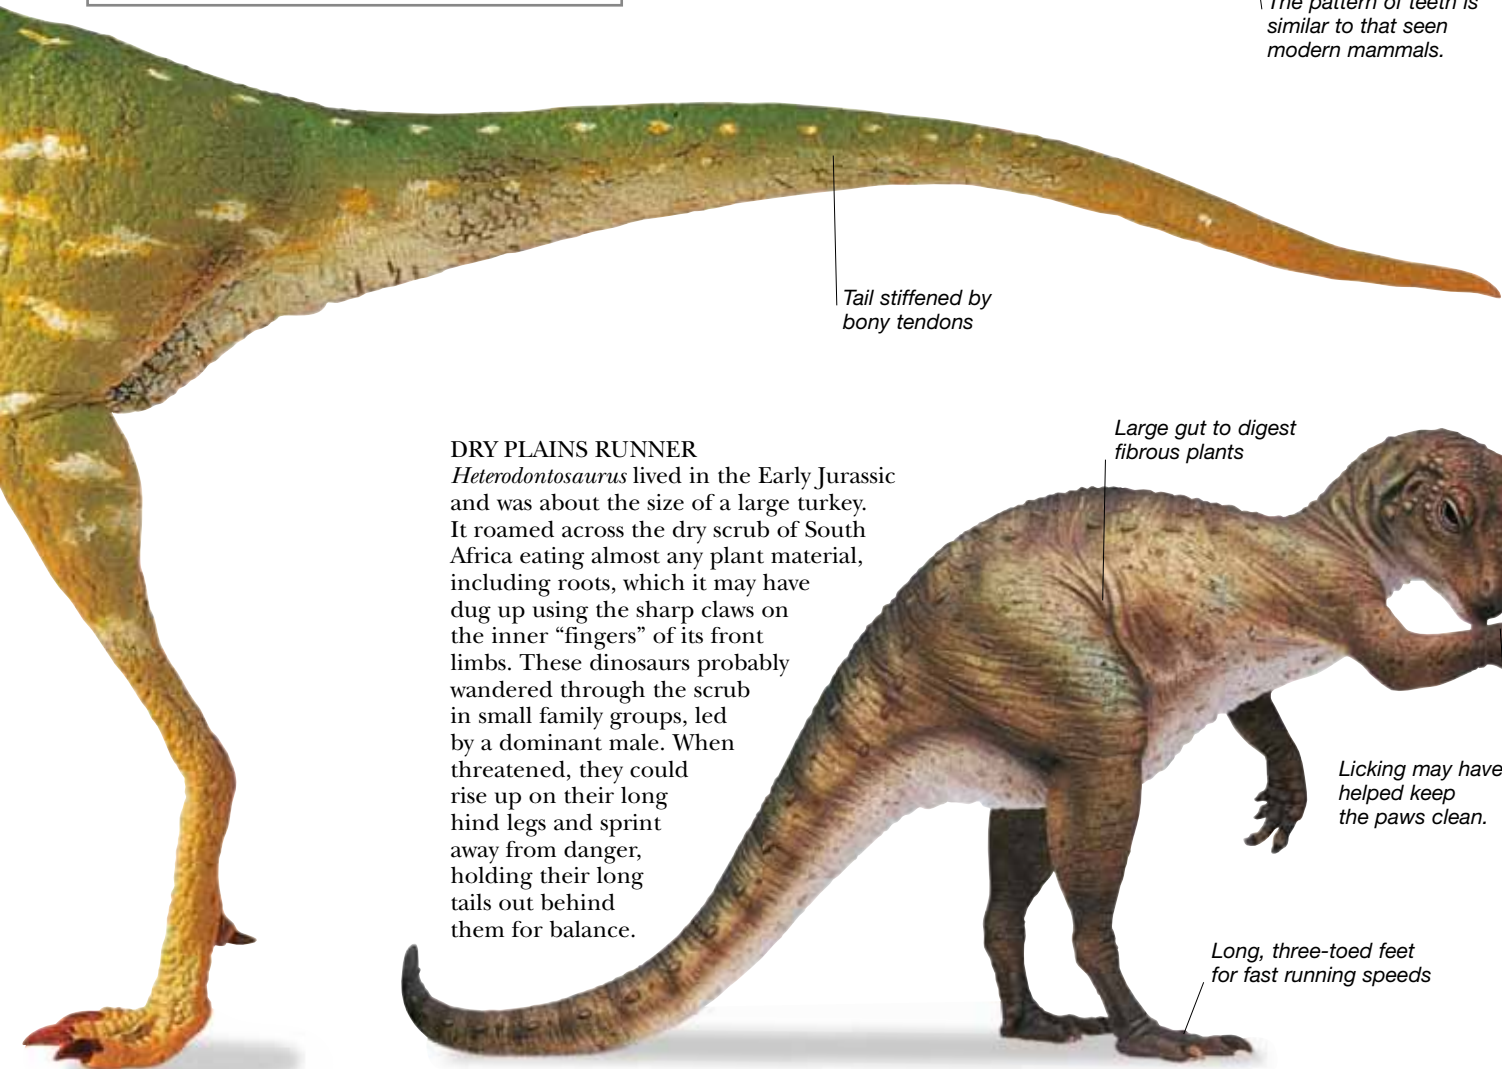 The pattern of teeth is
similar to that seen
modern mammals.
Tail stiffened by
bony tendons
Large gut to digest
fibrous plants
DRY PLAINS RUNNER
Heterodontosaurus lived in the Early Jurassic
and was about the size of a large turkey.
It roamed across the dry scrub of South
Africa eating almost any plant material,
including roots, which it may have
dug up using the sharp claws on
the inner “fingers” of its front
limbs. These dinosaurs probably
wandered through the scrub
in small family groups, led
by a dominant male. When
threatened, they could
rise up on their long
hind legs and sprint
away from danger,
holding their long
tails out behind
them for balance.
Licking may have
helped keep
the paws clean.
Long, three-toed feet
for fast running speeds